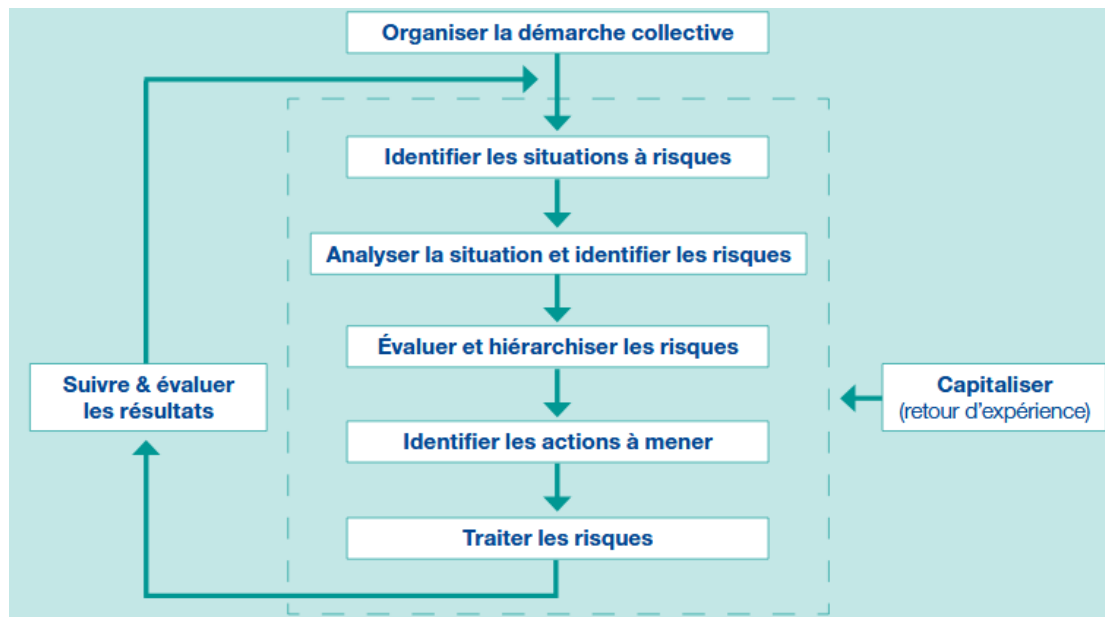 Organiser la démarche collective
Identifier les situations à risques
Analyser la situation et identifier les risques
Évaluer et hiérarchiser les risques
Suivre & évaluer
les résultats
Capitaliser
(retour d'expérience)
Identifier les actions à mener
Traiter les risques